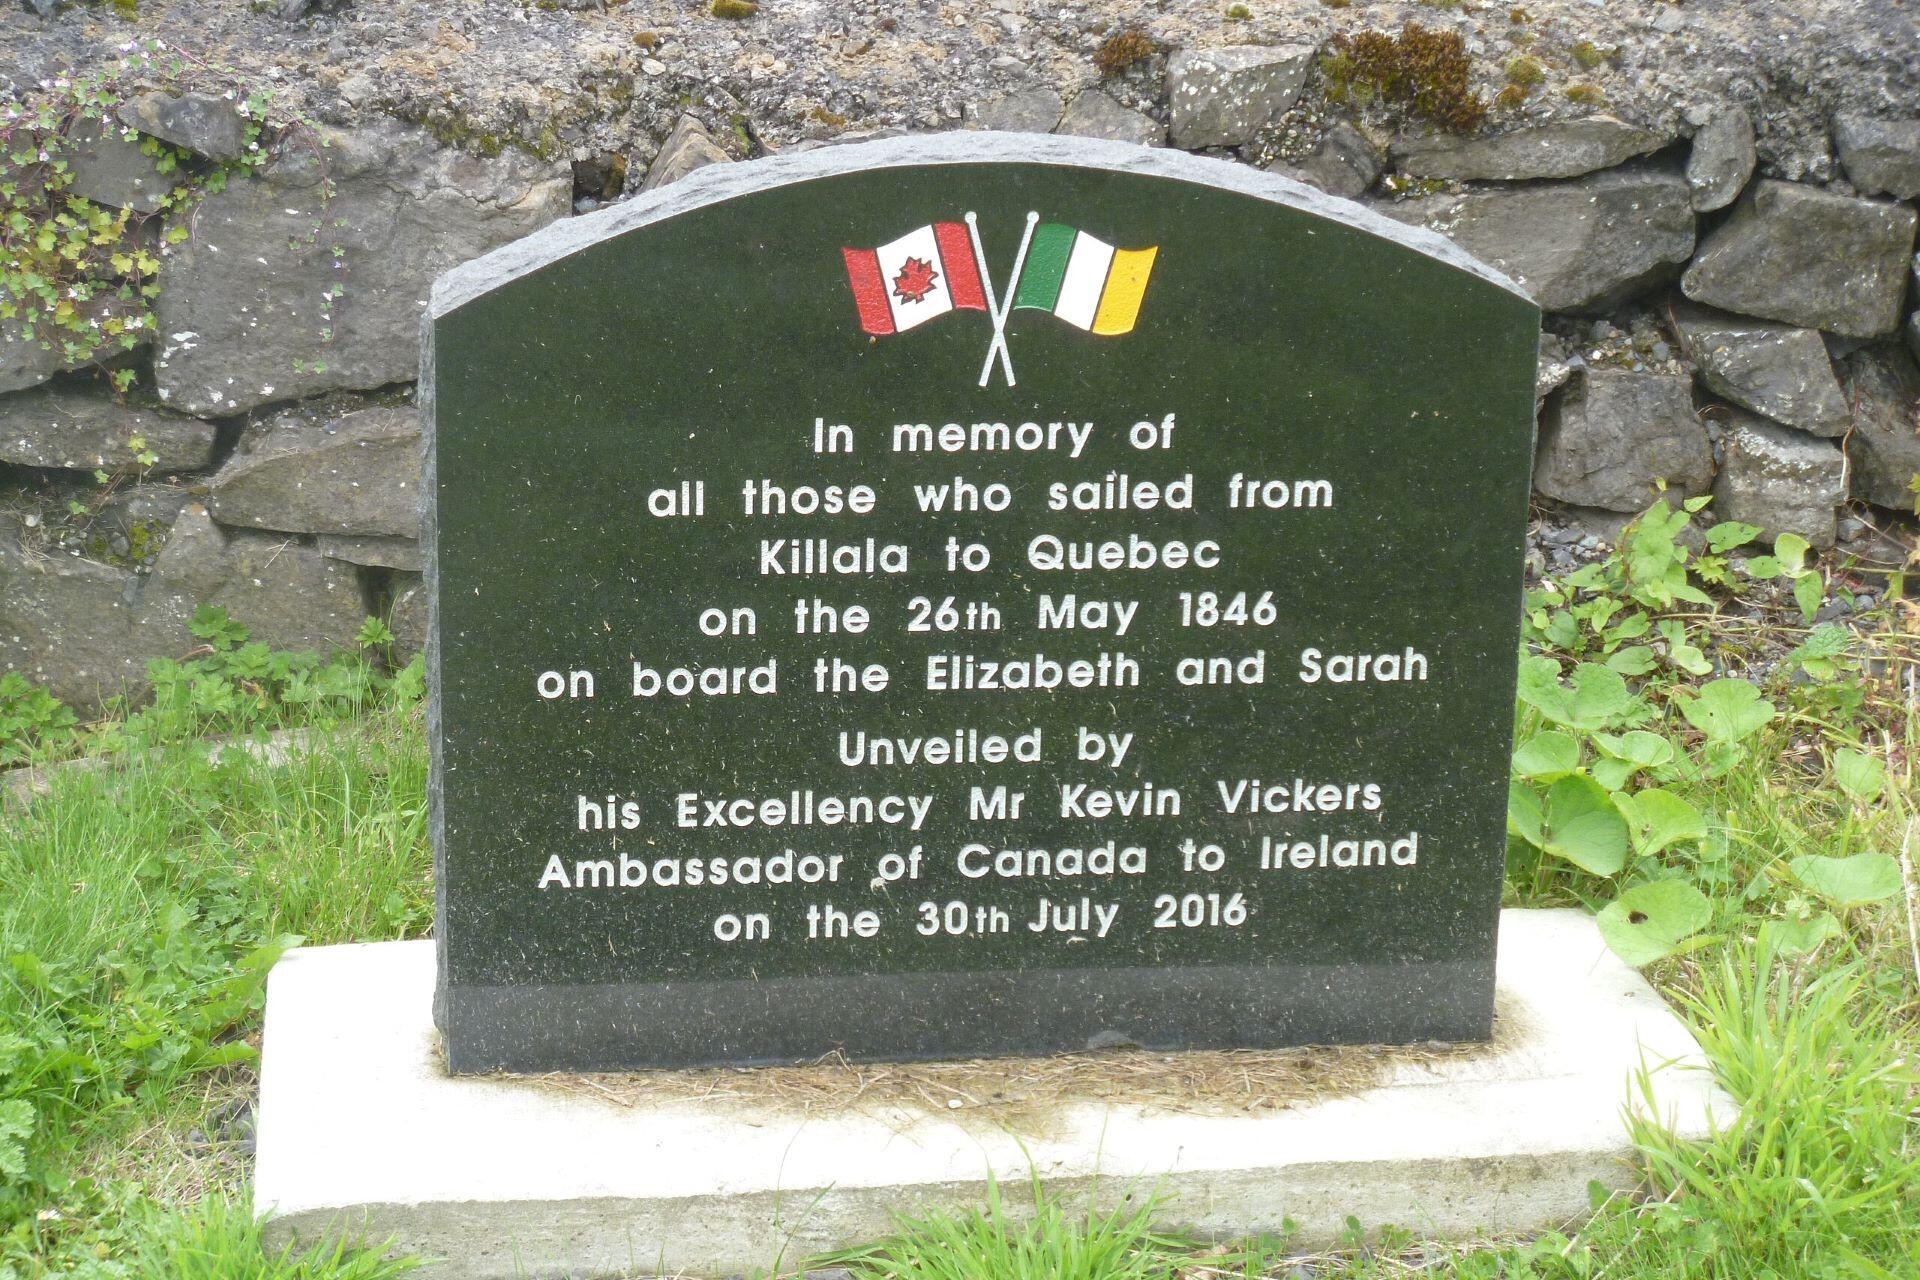 In memory of
all those who sailed from
Killala to Quebec
on the 26th May 1846
on board the Elizabeth and Sarah
Unveiled by
his Excellency Mr Kevin Vickers
Ambassador of Canada to Ireland
on the 30th July 2016